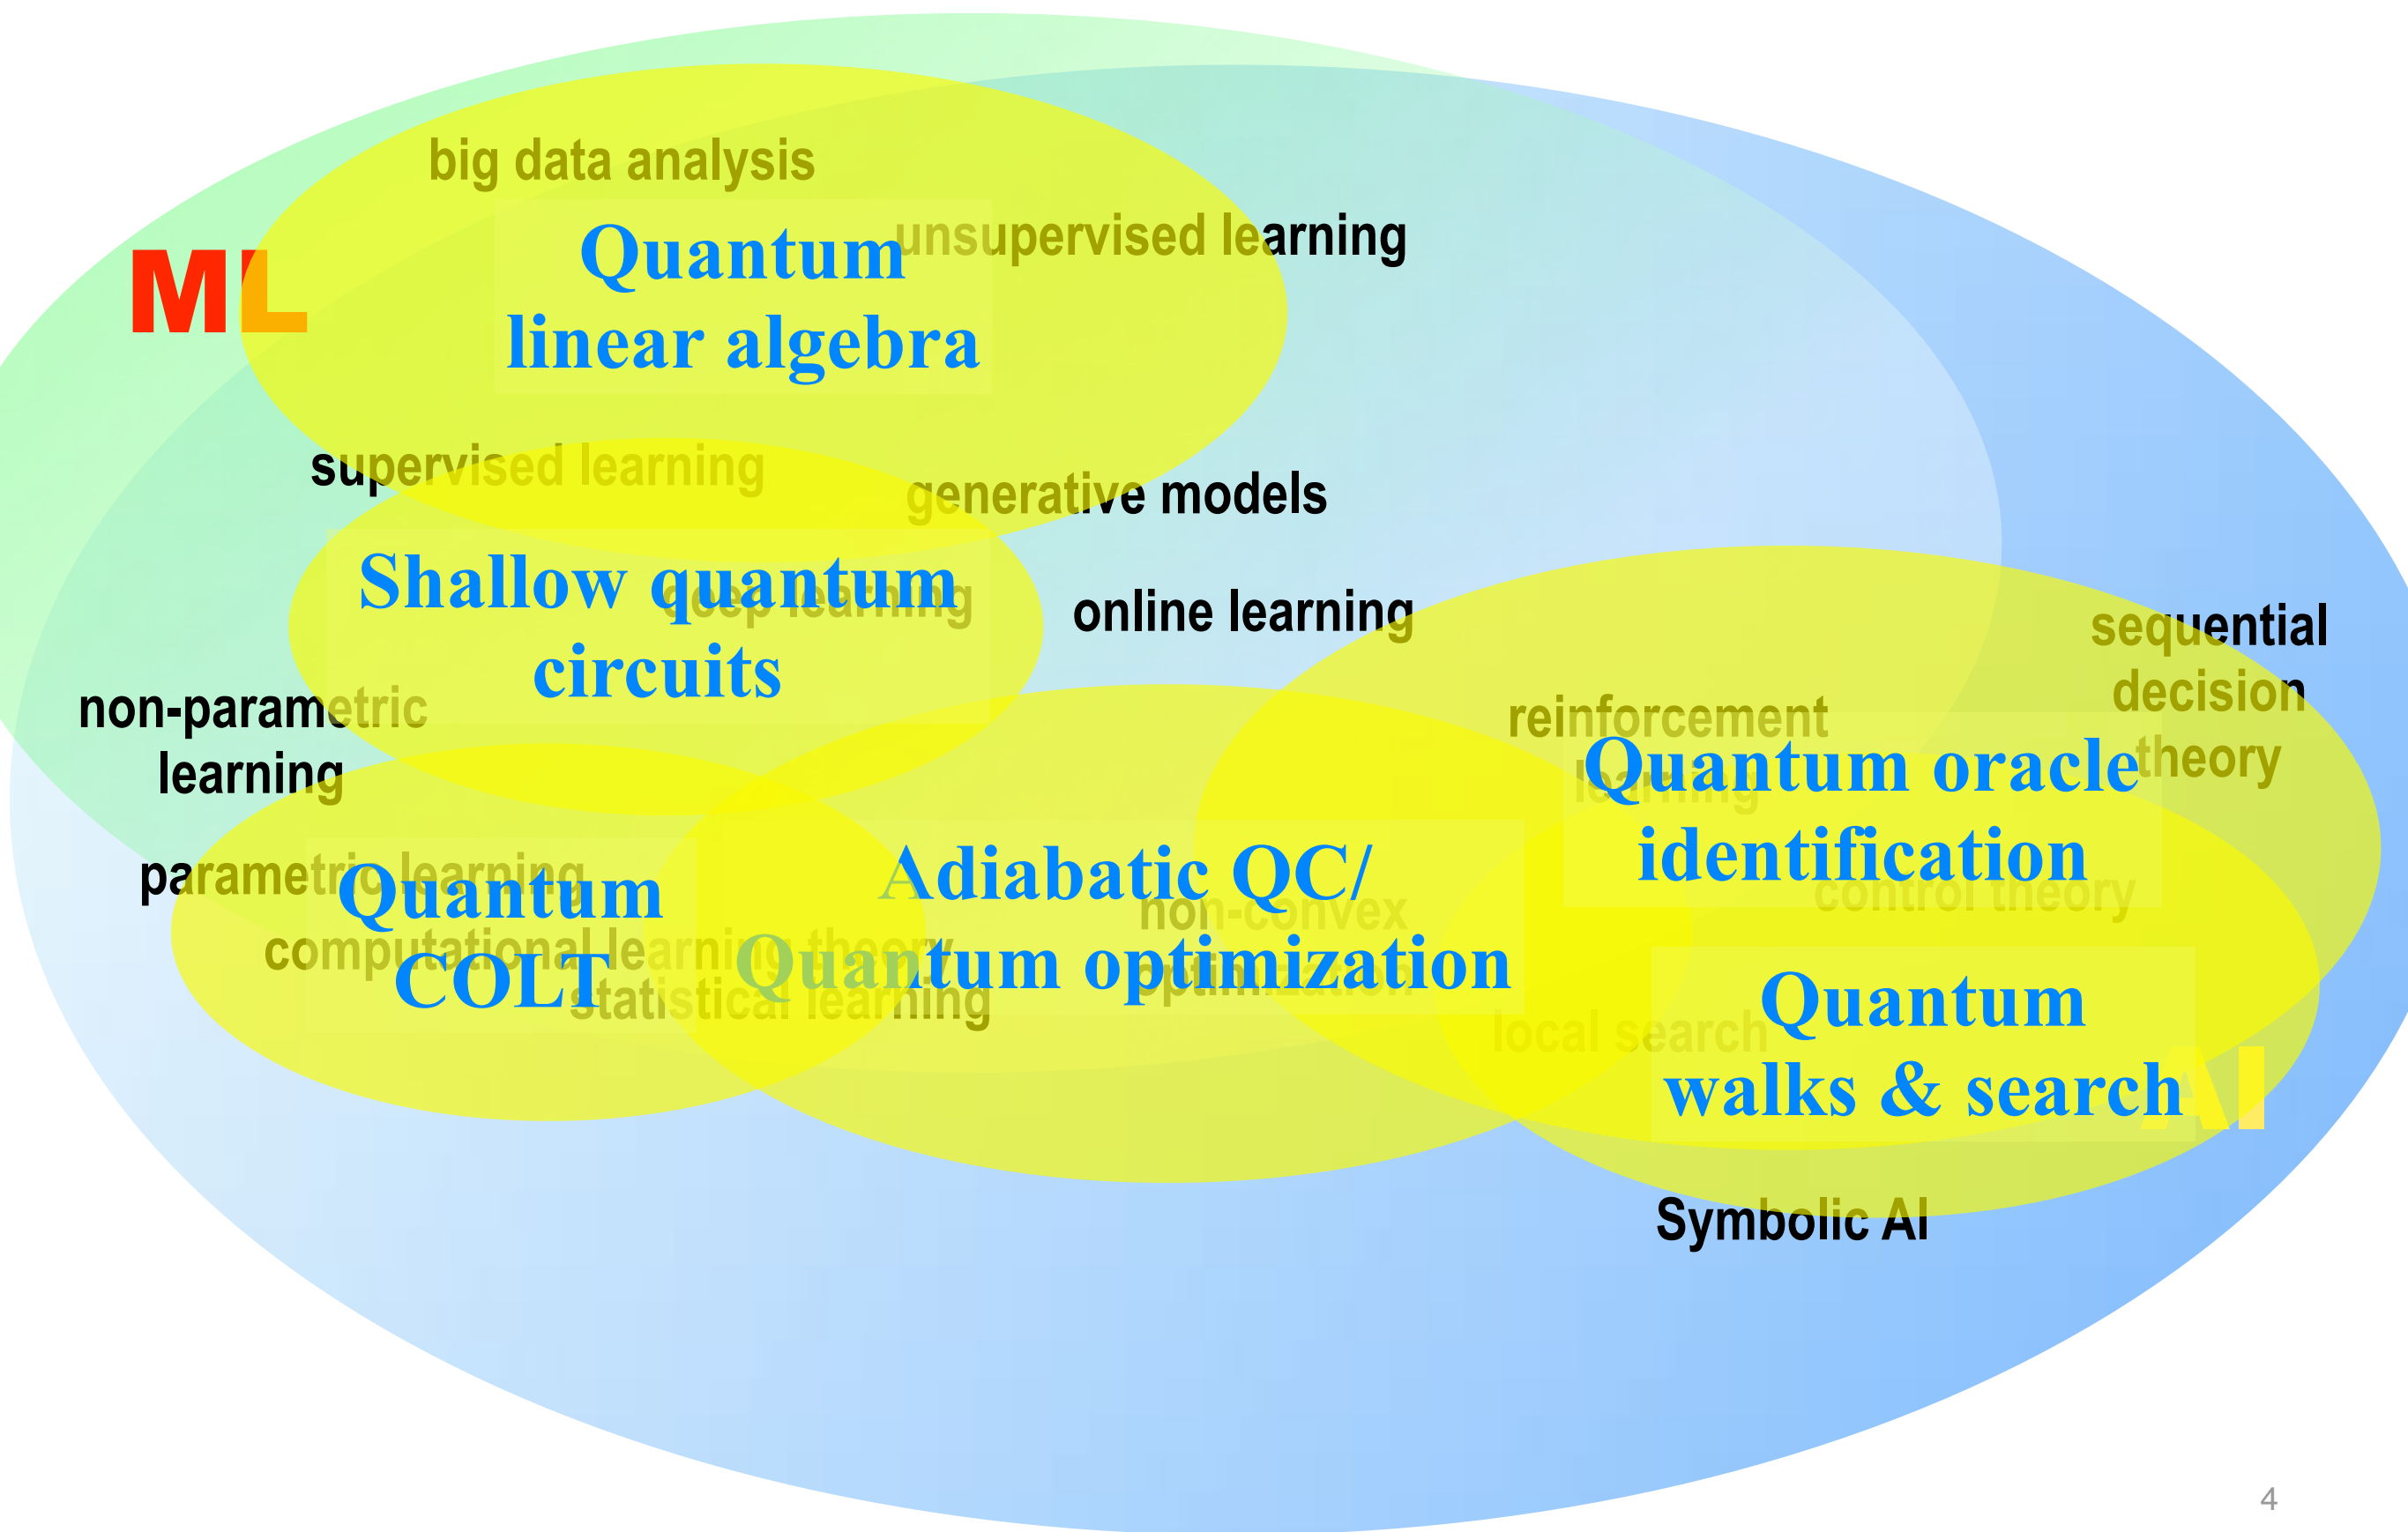 big data analysis
ML
Quantum
linear algebra
unsupervised learning
supervised learning
generative models
Shallow quantum
circuits
deep learning
online learning
sequential
decision
theory
non-parametric
learning
reinforcement
learning
Quantum oracle
identification
control theory
parametric learning
Quantum
COLT
computational learning theory
statistical learning
Adiabatic QC/
Quantum optimization
non-convex
optimization
local search
Quantum
walks & search
AI
Symbolic AI
4